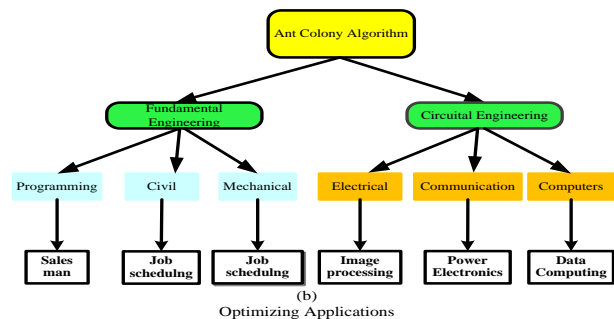 Ant Colony Algorithm
Fundamental
Engineering
Circuital Engineering
Programming
Civil
Mechanical
Electrical
Communication
Computers
Sales
man
Job
schedulng
Job
schedulng
Image
processing
Power
Electronics
Data
Computing
(b)
Optimizing Applications